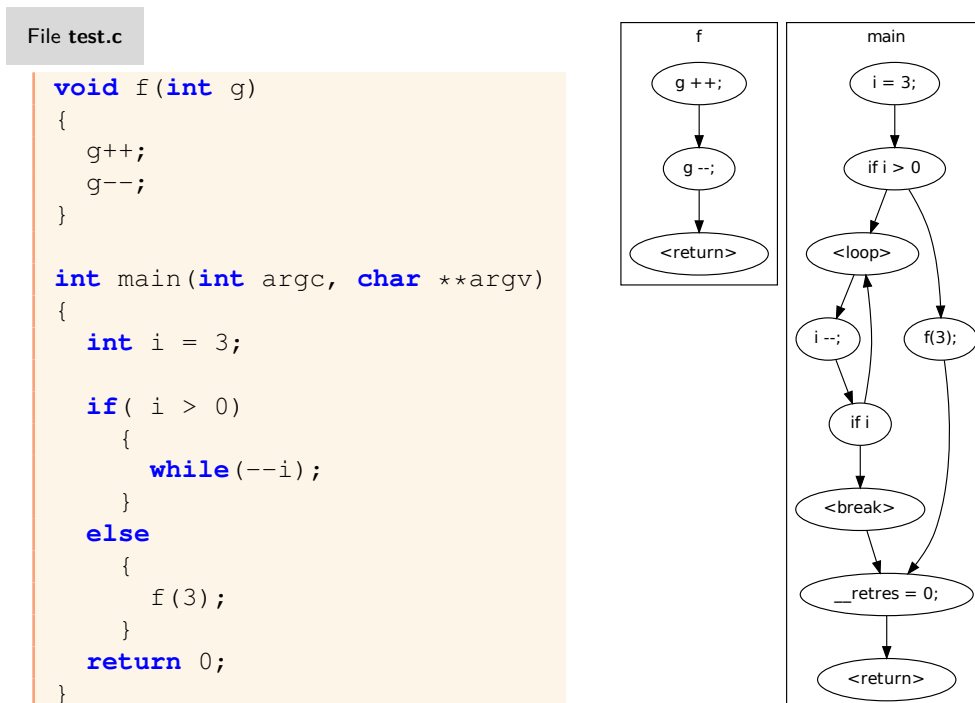 File test.c
void f(int g)
{
  g++;
  g--;
}
int main(int argc, char **argv)
{
  int i = 3;
  if( i > 0)
    {
      while(--i);
    }
  else
    {
      f(3);
    }
  return 0;
}
f
g ++;
g --;
<return>
main
i = 3;
if i > 0
<loop>
i --;
f(3);
if i
<break>
__retres = 0;
<return>